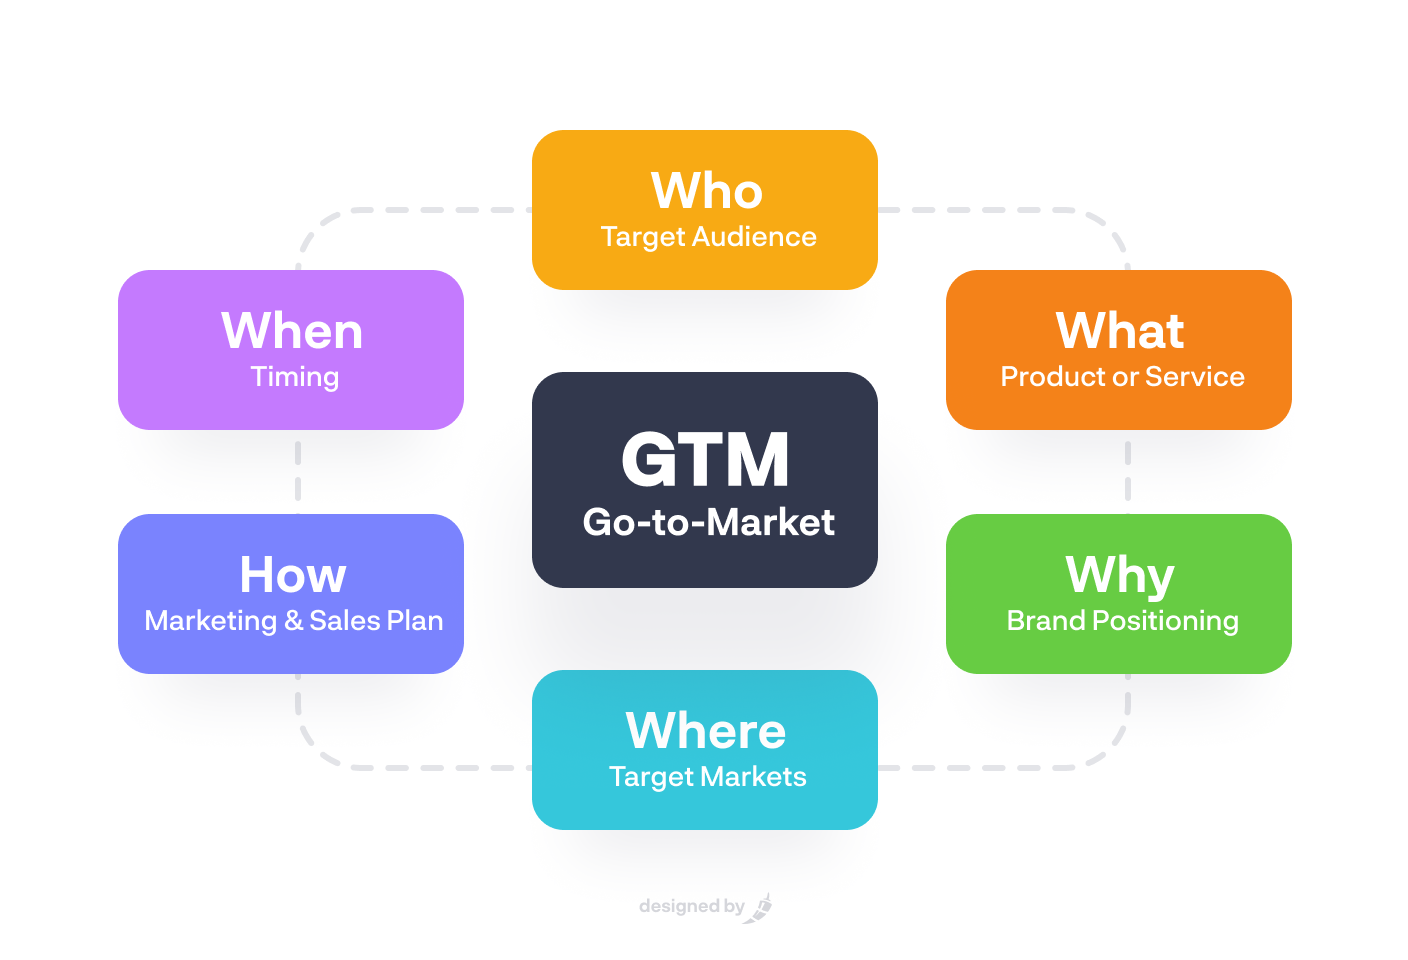 Who
Target Audience
When
Timing
What
Product or Service
GTM
Go-to-Market
How
Marketing & Sales Plan
Why
Brand Positioning
Where
Target Markets
designed by